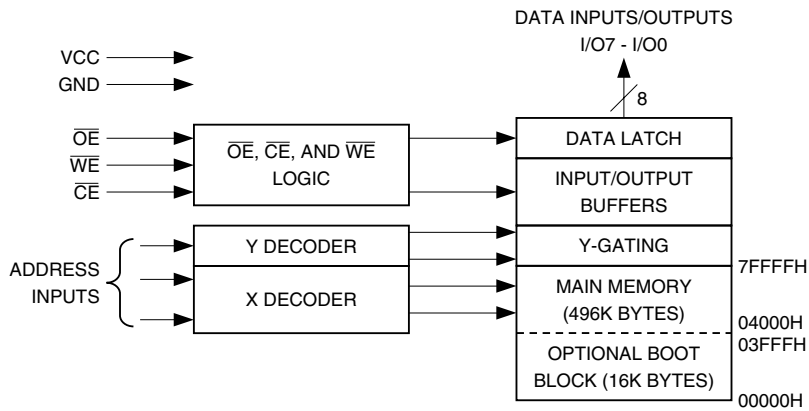 DATA INPUTS/OUTPUTS
I/O7 - I/O0
8
VCC
GND
OE
WE
CE
OE, CE, AND WE
LOGIC
DATA LATCH
INPUT/OUTPUT
BUFFERS
ADDRESS
INPUTS
Y DECODER
X DECODER
Y-GATING
7FFFFH
MAIN MEMORY
(496K BYTES)
04000H
03FFFH
OPTIONAL BOOT
BLOCK (16K BYTES)
00000H